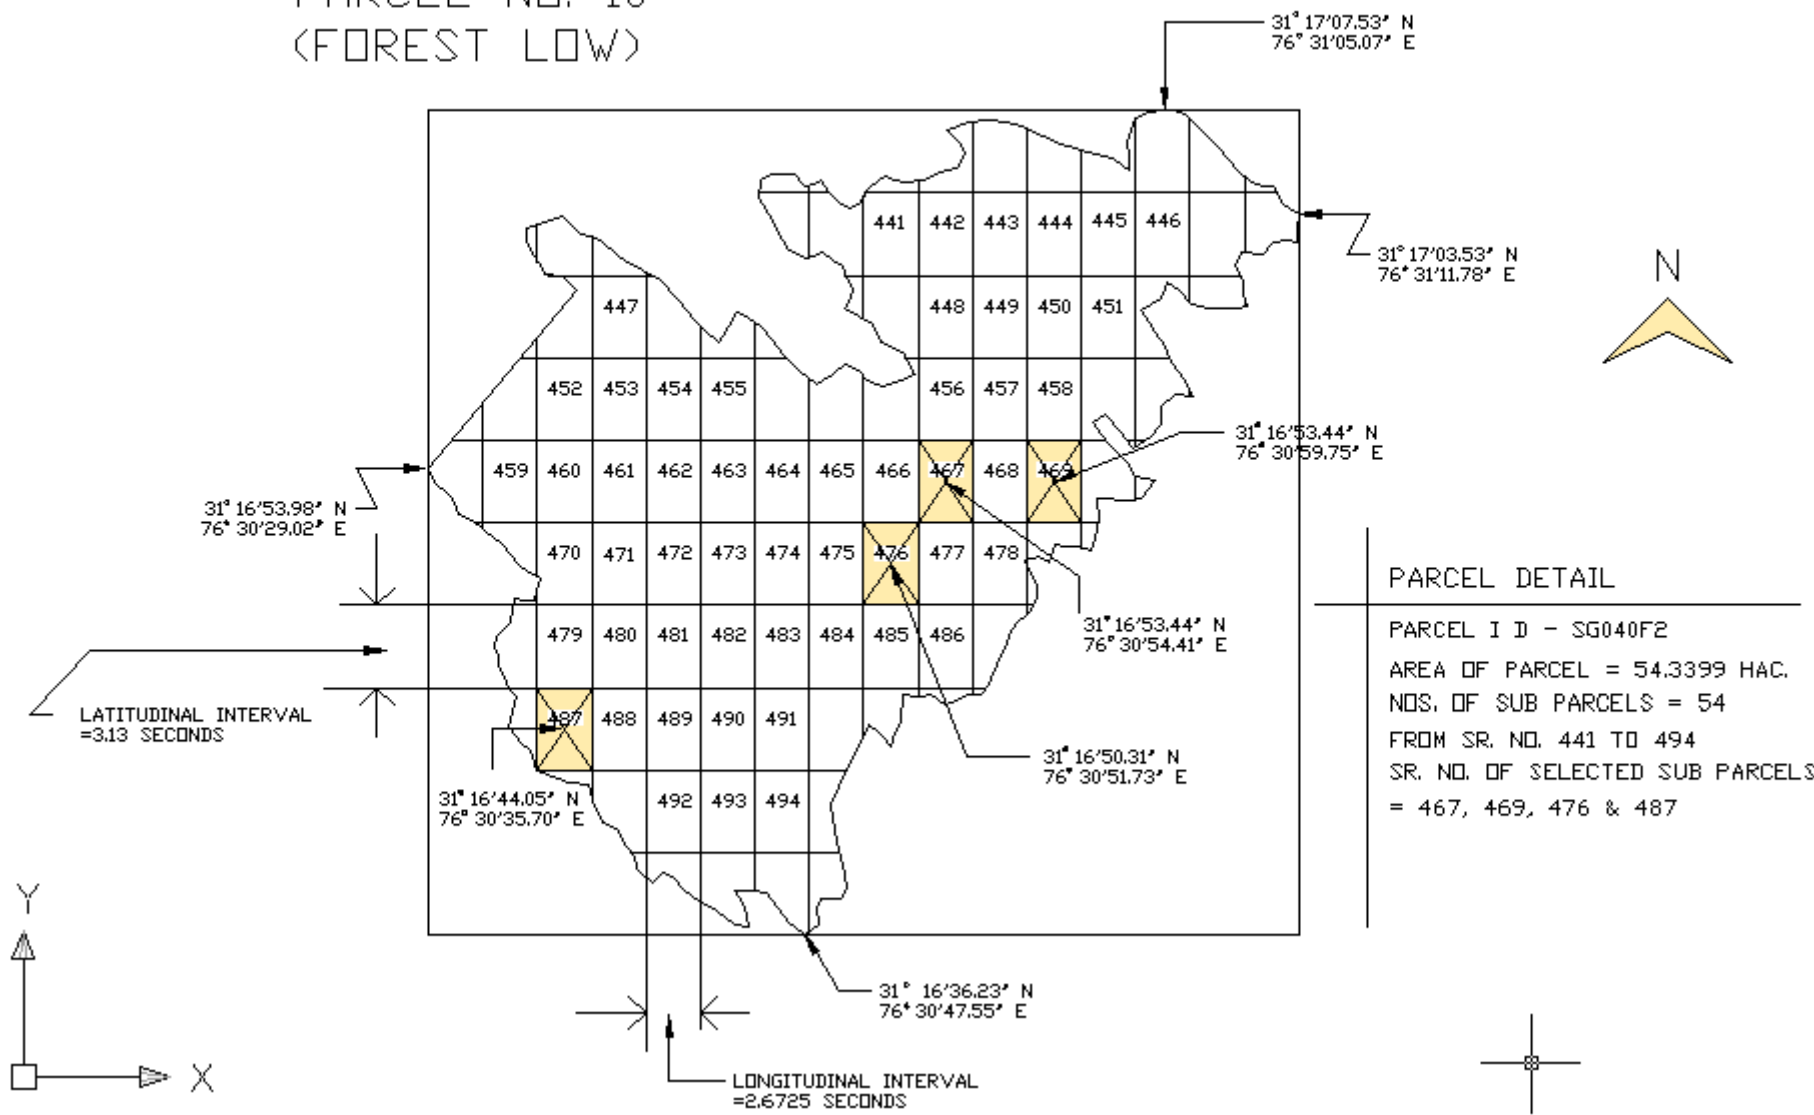 PARCEL NO. 10
(FOREST LOW)
31° 17'07.53" N
76° 31'05.07" E
441 442 443 444 445 446
31° 17'03.53" N
76° 31'11.78" E
N
447 448 449 450 451
452 453 454 455 456 457 458
31° 16'53.44" N
76° 30'59.75" E
459 460 461 462 463 464 465 466 467 468 469
31° 16'53.98" N
76° 30'29.02" E
470 471 472 473 474 475 476 477 478
PARCEL DETAIL
PARCEL I D - SG040F2
AREA OF PARCEL = 54.3399 HAC.
NOS. OF SUB PARCELS = 54
FROM SR. NO. 441 TO 494
SR. NO. OF SELECTED SUB PARCELS
= 467, 469, 476 & 487
31° 16'53.44" N
76° 30'54.41" E
479 480 481 482 483 484 485 486
LATITUDINAL INTERVAL
=3.13 SECONDS
487 488 489 490 491
31° 16'50.31" N
76° 30'51.73" E
31° 16'44.05" N
76° 30'35.70" E
492 493 494
Y
X
31° 16'36.23" N
76° 30'47.55" E
LONGITUDINAL INTERVAL
=2.6725 SECONDS